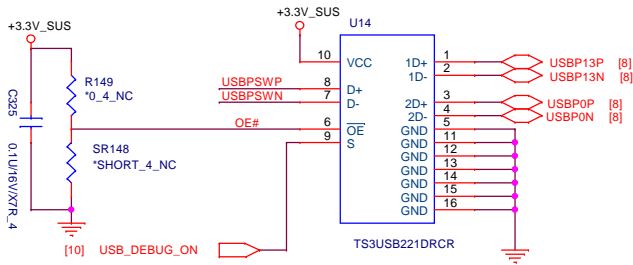 +3.3V_SUS
+3.3V_SUS
U14
C325
0.1U/16V/X7R_4
R149
*0_4_NC
SR148
*SHORT_4_NC
USBPSWP
USBPSWN
OE#
[10] USB_DEBUG_ON
10 VCC
8 D+
7 D-
6 OE
9 S
1D+ 1 USBP13P [8]
1D- 2 USBP13N [8]
2D+ 3 USBP0P [8]
2D- 4 USBP0N [8]
GND 5
GND 11
GND 12
GND 13
GND 14
GND 15
GND 16
TS3USB221DRCR